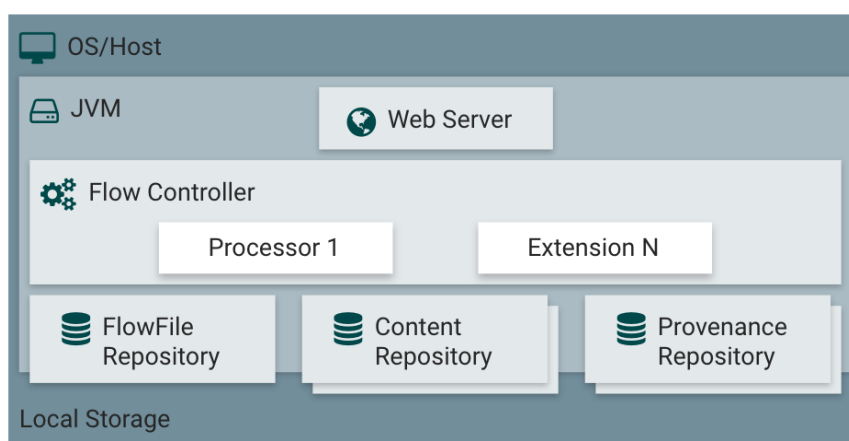 OS/Host
JVM
Web Server
Flow Controller
Processor 1
Extension N
FlowFile
Repository
Content
Repository
Provenance
Repository
Local Storage